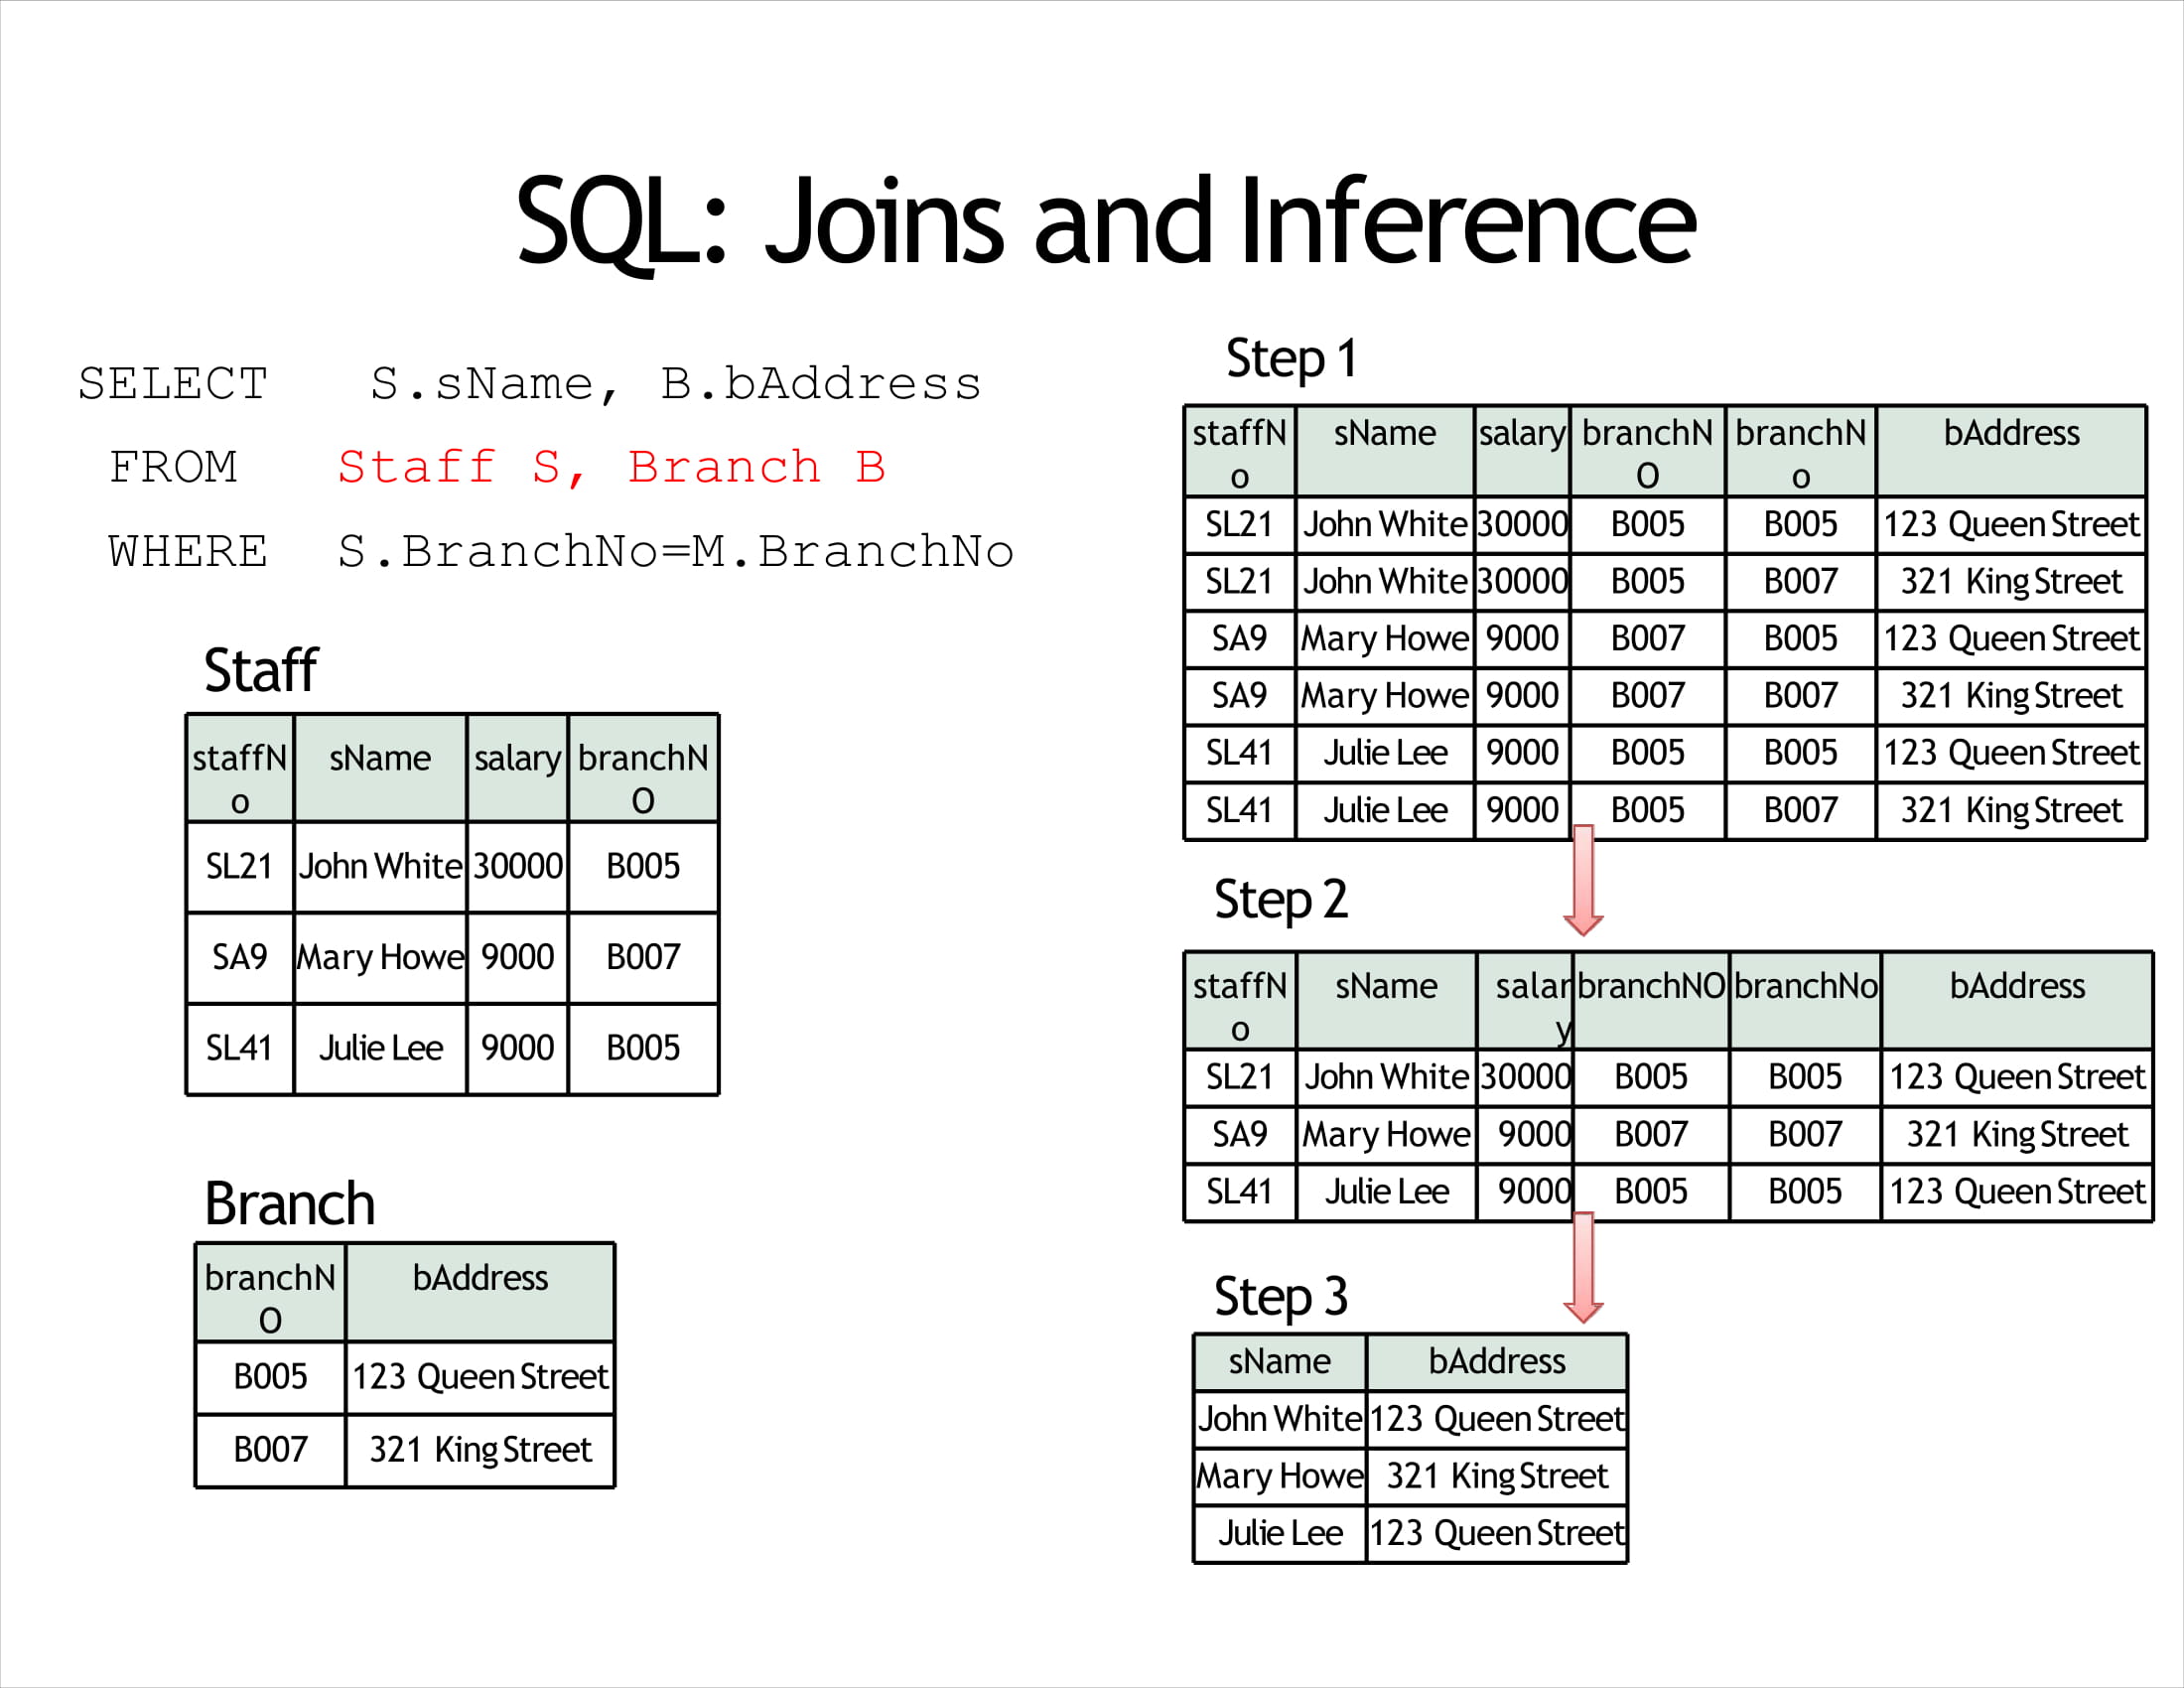 SQL: Joins and Inference
SELECT S.sName, B.bAddress
FROM Staff S, Branch B
WHERE S.BranchNo=M.BranchNo
Staff
staffN sName salary branchN
o O
SL21 John White 30000 B005
SA9 Mary Howe 9000 B007
SL41 Julie Lee 9000 B005
Branch
branchN bAddress
O
B005 123 Queen Street
B007 321 King Street
Step 1
staffN sName salary branchN branchN bAddress
o O o
SL21 John White 30000 B005 B005 123 Queen Street
SL21 John White 30000 B005 B007 321 King Street
SA9 Mary Howe 9000 B007 B005 123 Queen Street
SA9 Mary Howe 9000 B007 B007 321 King Street
SL41 Julie Lee 9000 B005 B005 123 Queen Street
SL41 Julie Lee 9000 B005 B007 321 King Street
Step 2
staffN sName salar branchNO branchNo bAddress
o y
SL21 John White 30000 B005 B005 123 Queen Street
SA9 Mary Howe 9000 B007 B007 321 King Street
SL41 Julie Lee 9000 B005 B005 123 Queen Street
Step 3
sName bAddress
John White 123 Queen Street
Mary Howe 321 King Street
Julie Lee 123 Queen Street